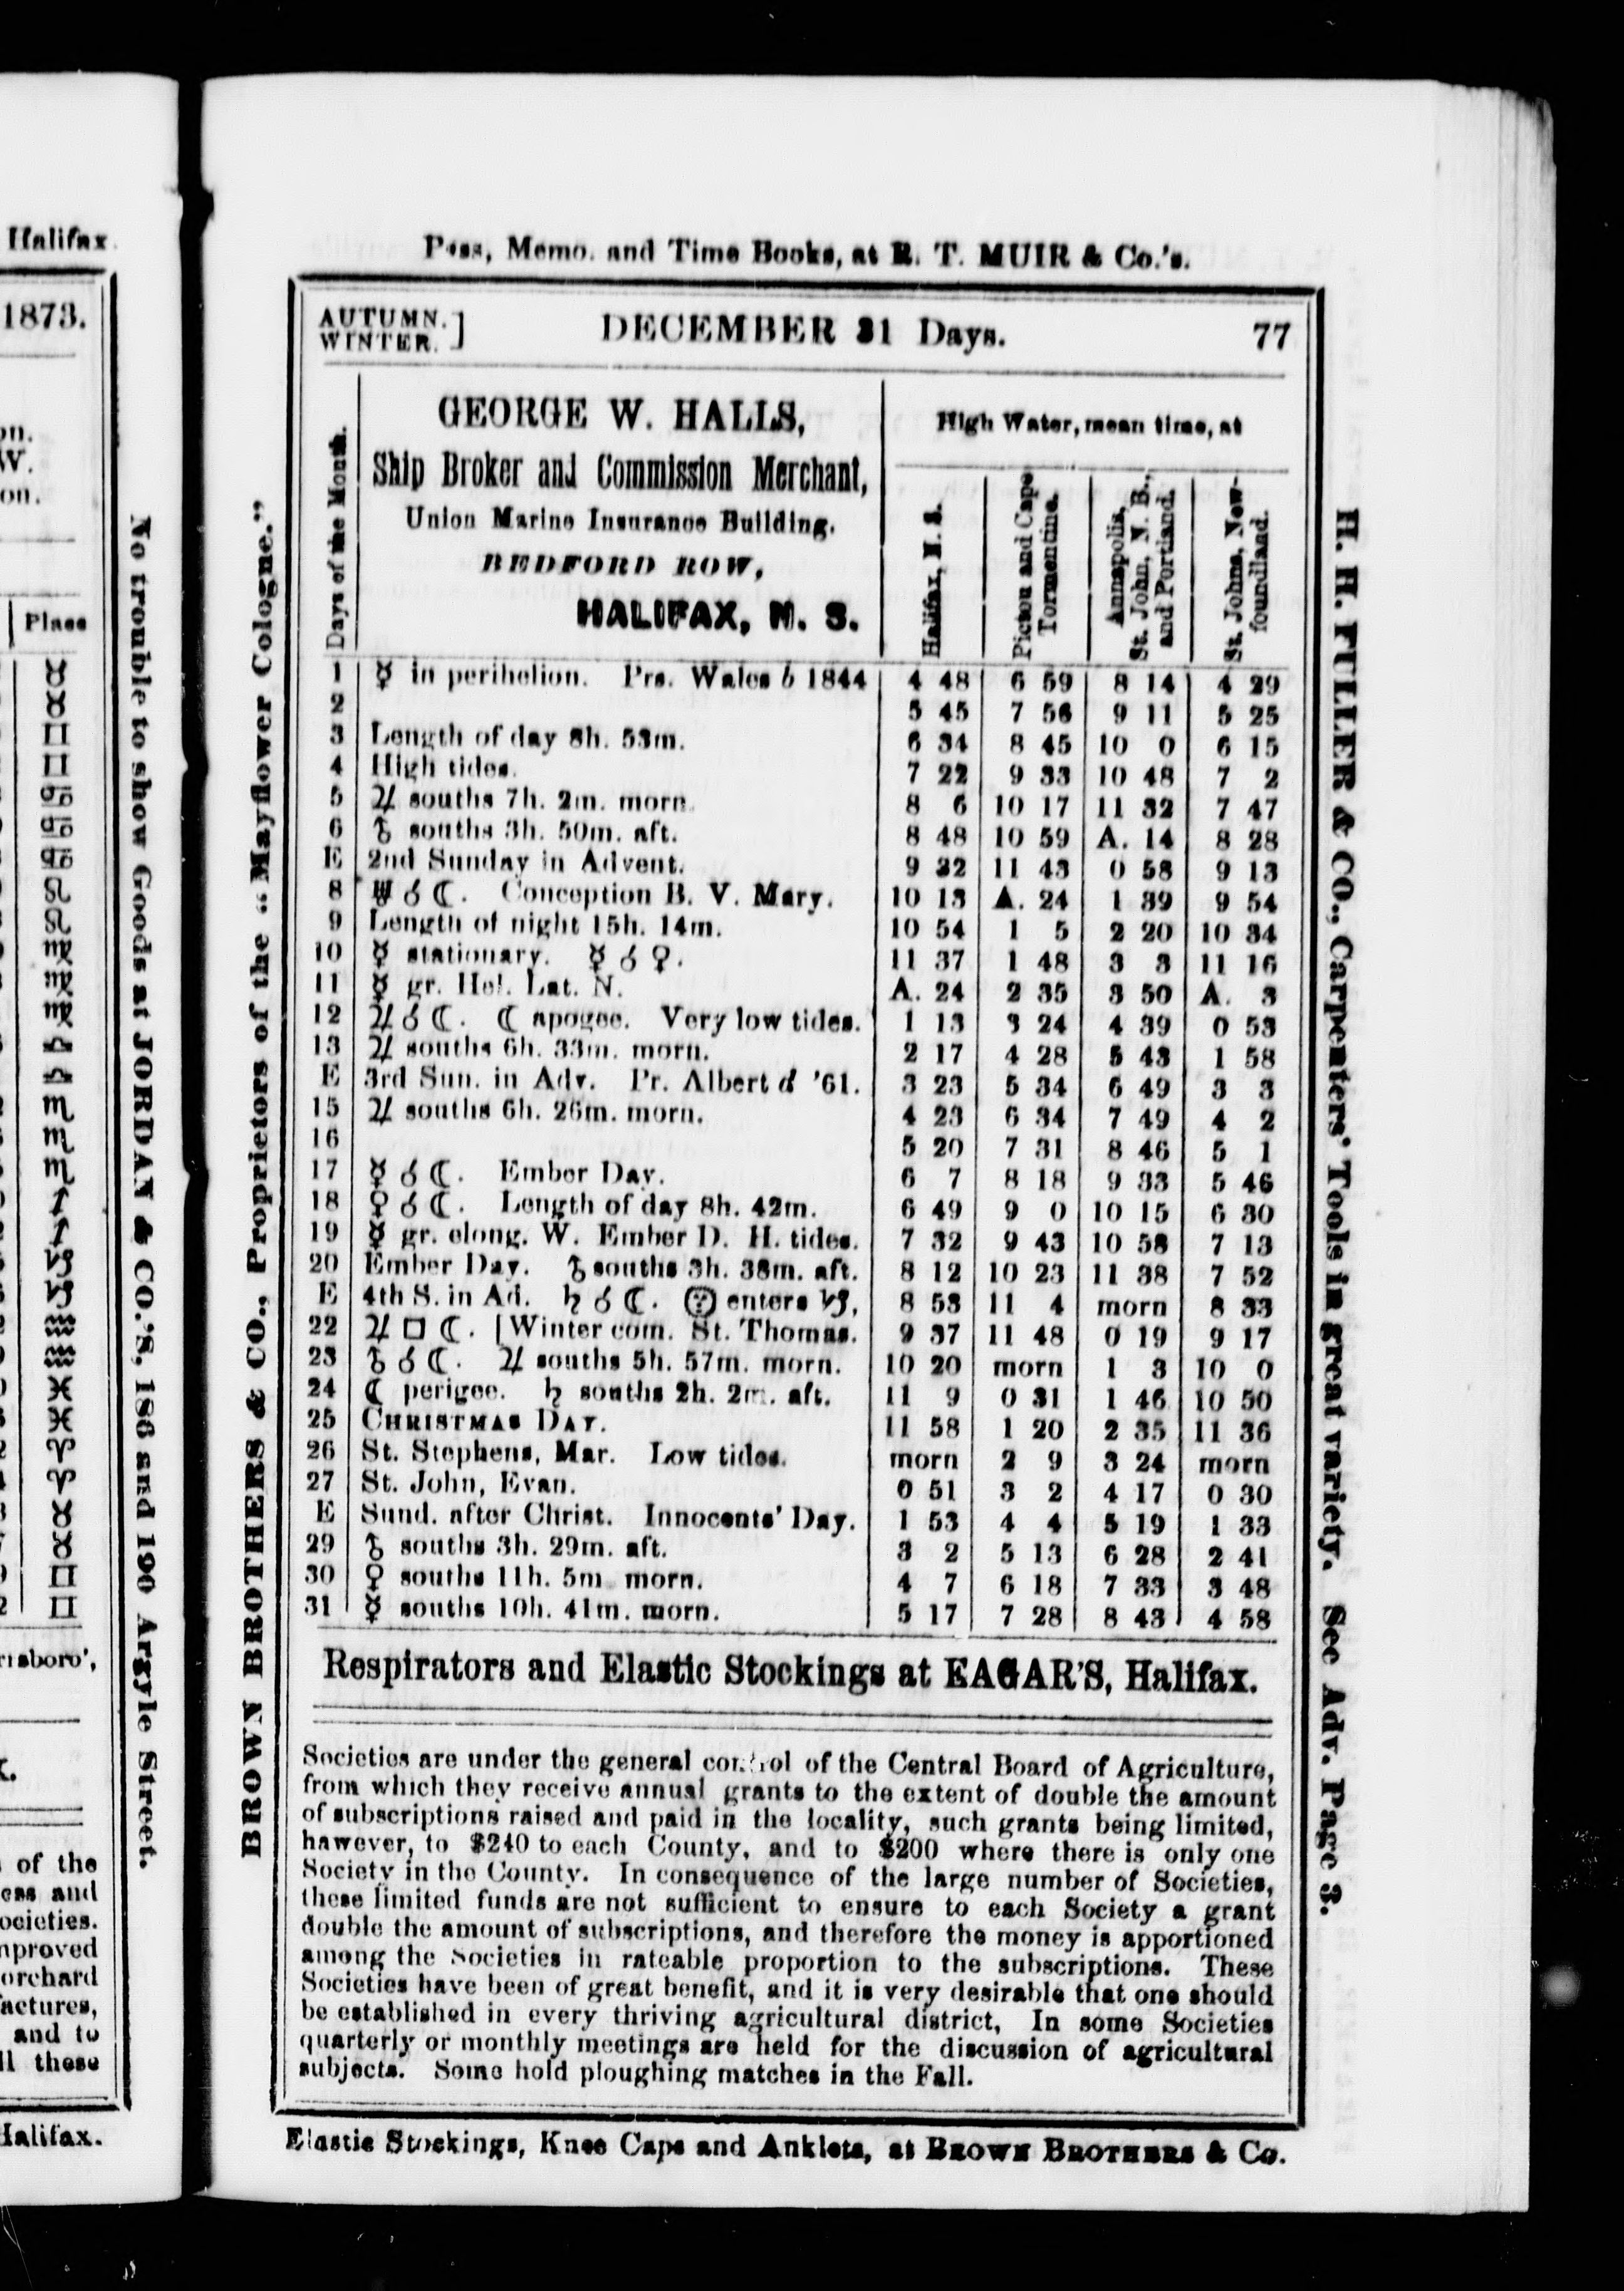 Halifax
1873.
on.
W.
on.
Place
♉
♉
♊
♊
♋
♋
♋
♌
♌
♍
♍
♍
♎
♎
♏
♏
♏
♐
♐
♑
♑
♒
♒
♓
♓
♈
♈
♉
♉
♊
♊
of the
ess and
ocieties.
mproved
orchard
actures,
and to
ll these
Halifax.
No trouble to show Goods at JORDAN & CO.'S, 186 and 190 Argyle Street.
BROWN BROTHERS & CO., Proprietors of the "Mayflower Cologne."
Pass, Memo. and Time Books, at R. T. MUIR & Co.'s.
AUTUMN.
WINTER. ] DECEMBER 31 Days. 77
Days of the Month.
GEORGE W. HALLS,
Ship Broker and Commission Merchant,
Union Marine Insurance Building.
BEDFORD ROW,
HALIFAX, N. S.
High Water, mean time, at
Halifax, N. S.
Pictou and Cape Tormentine.
Annapolis, St. John, N. B., and Portland.
St. Johns, Newfoundland.
1 ☿ in perihelion. Prs. Wales b 1844 4 48 6 59 8 14 4 29
2 5 45 7 56 9 11 5 25
3 Length of day 8h. 53m. 6 34 8 45 10 0 6 15
4 High tides. 7 22 9 33 10 48 7 2
5 ♃ souths 7h. 2m. morn. 8 6 10 17 11 32 7 47
6 ♄ souths 3h. 50m. aft. 8 48 10 59 A. 14 8 28
E 2nd Sunday in Advent. 9 32 11 43 0 58 9 13
8 ♅ ☌ ☾. Conception B. V. Mary. 10 13 A. 24 1 39 9 54
9 Length of night 15h. 14m. 10 54 1 5 2 20 10 34
10 ☿ stationary. ☿ ☌ ♀. 11 37 1 48 3 3 11 16
11 ☿ gr. Hel. Lat. N. A. 24 2 35 3 50 A. 3
12 ♃ ☌ ☾. ☾ apogee. Very low tides. 1 13 3 24 4 39 0 53
13 ♃ souths 6h. 33m. morn. 2 17 4 28 5 43 1 58
E 3rd Sun. in Adv. Pr. Albert d '61. 3 23 5 34 6 49 3 3
15 ♃ souths 6h. 26m. morn. 4 23 6 34 7 49 4 2
16 5 20 7 31 8 46 5 1
17 ☿ ☌ ☾. Ember Day. 6 7 8 18 9 33 5 46
18 ♀ ☌ ☾. Length of day 8h. 42m. 6 49 9 0 10 15 6 30
19 ☿ gr. elong. W. Ember D. H. tides. 7 32 9 43 10 58 7 13
20 Ember Day. ♂ souths 3h. 38m. aft. 8 12 10 23 11 38 7 52
E 4th S. in Ad. ♄ ☌ ☾. ☉ enters ♑, 8 53 11 4 morn 8 33
22 ♃ □ ☾. [Winter com. St. Thomas. 9 37 11 48 0 19 9 17
23 ♂ ☌ ☾. ♃ souths 5h. 57m. morn. 10 20 morn 1 3 10 0
24 ☾ perigee. ♄ souths 2h. 2m. aft. 11 9 0 31 1 46 10 50
25 CHRISTMAS DAY. 11 58 1 20 2 35 11 36
26 St. Stephens, Mar. Low tides. morn 2 9 3 24 morn
27 St. John, Evan. 0 51 3 2 4 17 0 30
E Sund. after Christ. Innocents' Day. 1 53 4 4 5 19 1 33
29 ♂ souths 3h. 29m. aft. 3 2 5 13 6 28 2 41
30 ♀ souths 11h. 5m morn. 4 7 6 18 7 33 3 48
31 ☿ souths 10h. 41m. morn. 5 17 7 28 8 43 4 58
Respirators and Elastic Stockings at EAGAR'S, Halifax.
Societies are under the general control of the Central Board of Agriculture,
from which they receive annual grants to the extent of double the amount
of subscriptions raised and paid in the locality, such grants being limited,
hawever, to $240 to each County, and to $200 where there is only one
Society in the County. In consequence of the large number of Societies,
these limited funds are not sufficient to ensure to each Society a grant
double the amount of subscriptions, and therefore the money is apportioned
among the Societies in rateable proportion to the subscriptions. These
Societies have been of great benefit, and it is very desirable that one should
be established in every thriving agricultural district, In some Societies
quarterly or monthly meetings are held for the discussion of agricultural
subjects. Some hold ploughing matches in the Fall.
Elastic Stockings, Knee Caps and Anklets, at BROWN BROTHERS & Co.
H. H. FULLER & CO., Carpenters' Tools in great variety. See Adv. Page 3.